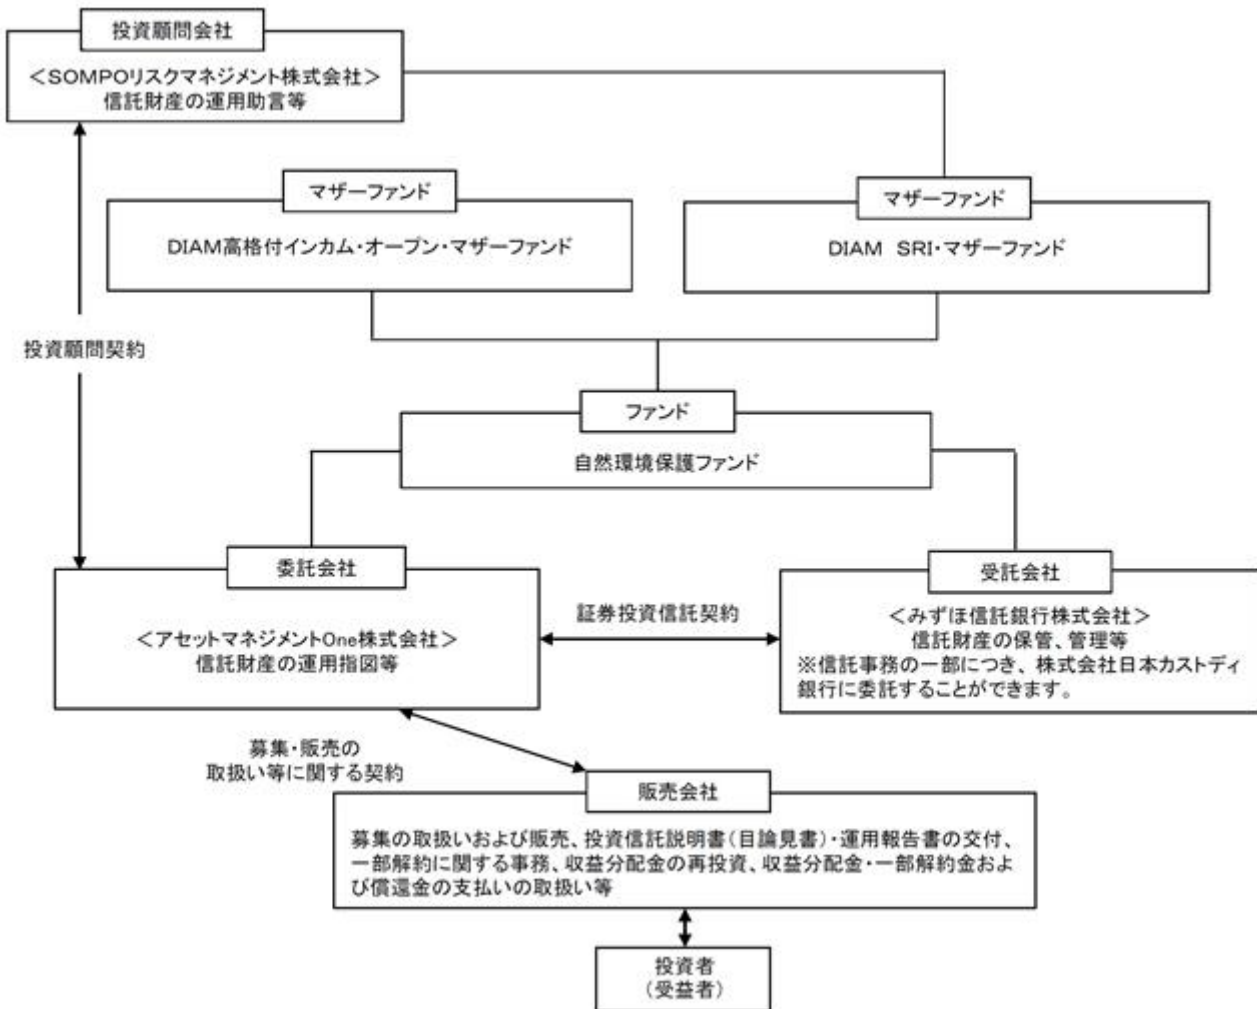 投資顧問会社
＜SOMPOリスクマネジメント株式会社＞
信託財産の運用助言等
マザーファンド
DIAM高格付インカム・オープン・マザーファンド
マザーファンド
DIAM SRI・マザーファンド
投資顧問契約
ファンド
自然環境保護ファンド
委託会社
＜アセットマネジメントOne株式会社＞
信託財産の運用指図等
証券投資信託契約
受託会社
＜みずほ信託銀行株式会社＞
信託財産の保管、管理等
※信託事務の一部につき、株式会社日本カストディ
銀行に委託することができます。
募集・販売の
取扱い等に関する契約
販売会社
募集の取扱いおよび販売、投資信託説明書（目論見書）・運用報告書の交付、
一部解約に関する事務、収益分配金の再投資、収益分配金・一部解約金およ
び償還金の支払いの取扱い等
投資者
（受益者）